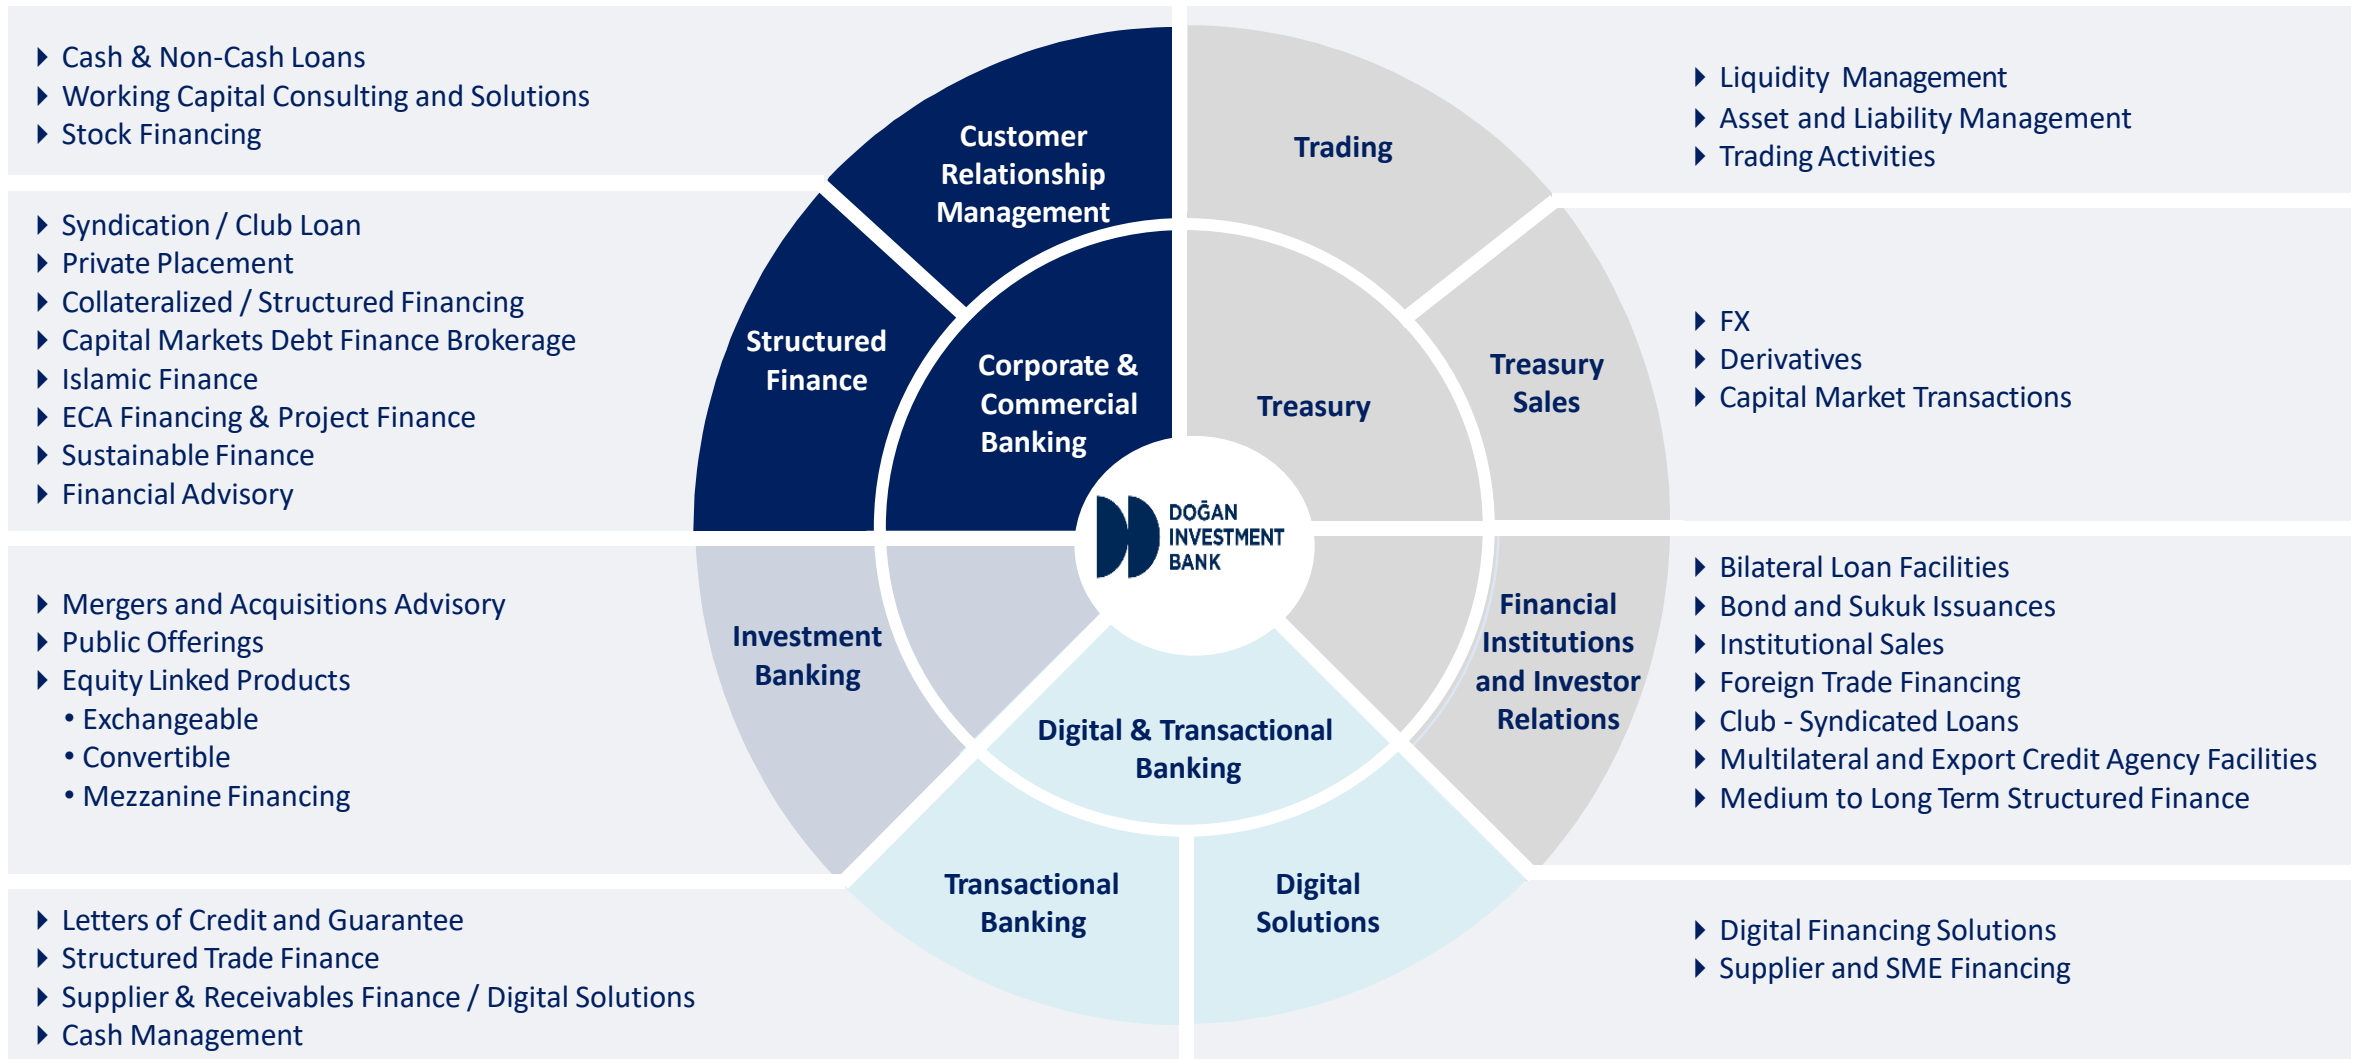 Cash & Non-Cash Loans
Working Capital Consulting and Solutions
Stock Financing
Syndication / Club Loan
Private Placement
Collateralized / Structured Financing
Capital Markets Debt Finance Brokerage
Islamic Finance
ECA Financing & Project Finance
Sustainable Finance
Financial Advisory
Mergers and Acquisitions Advisory
Public Offerings
Equity Linked Products
• Exchangeable
• Convertible
• Mezzanine Financing
Letters of Credit and Guarantee
Structured Trade Finance
Supplier & Receivables Finance / Digital Solutions
Cash Management
Customer
Relationship
Management
Structured
Finance
Corporate &
Commercial
Banking
Investment
Banking
Transactional
Banking
Digital & Transactional
Banking
Digital
Solutions
DOĞAN
INVESTMENT
BANK
Trading
Treasury
Treasury
Sales
Financial
Institutions
and Investor
Relations
Liquidity Management
Asset and Liability Management
Trading Activities
FX
Derivatives
Capital Market Transactions
Bilateral Loan Facilities
Bond and Sukuk Issuances
Institutional Sales
Foreign Trade Financing
Club - Syndicated Loans
Multilateral and Export Credit Agency Facilities
Medium to Long Term Structured Finance
Digital Financing Solutions
Supplier and SME Financing